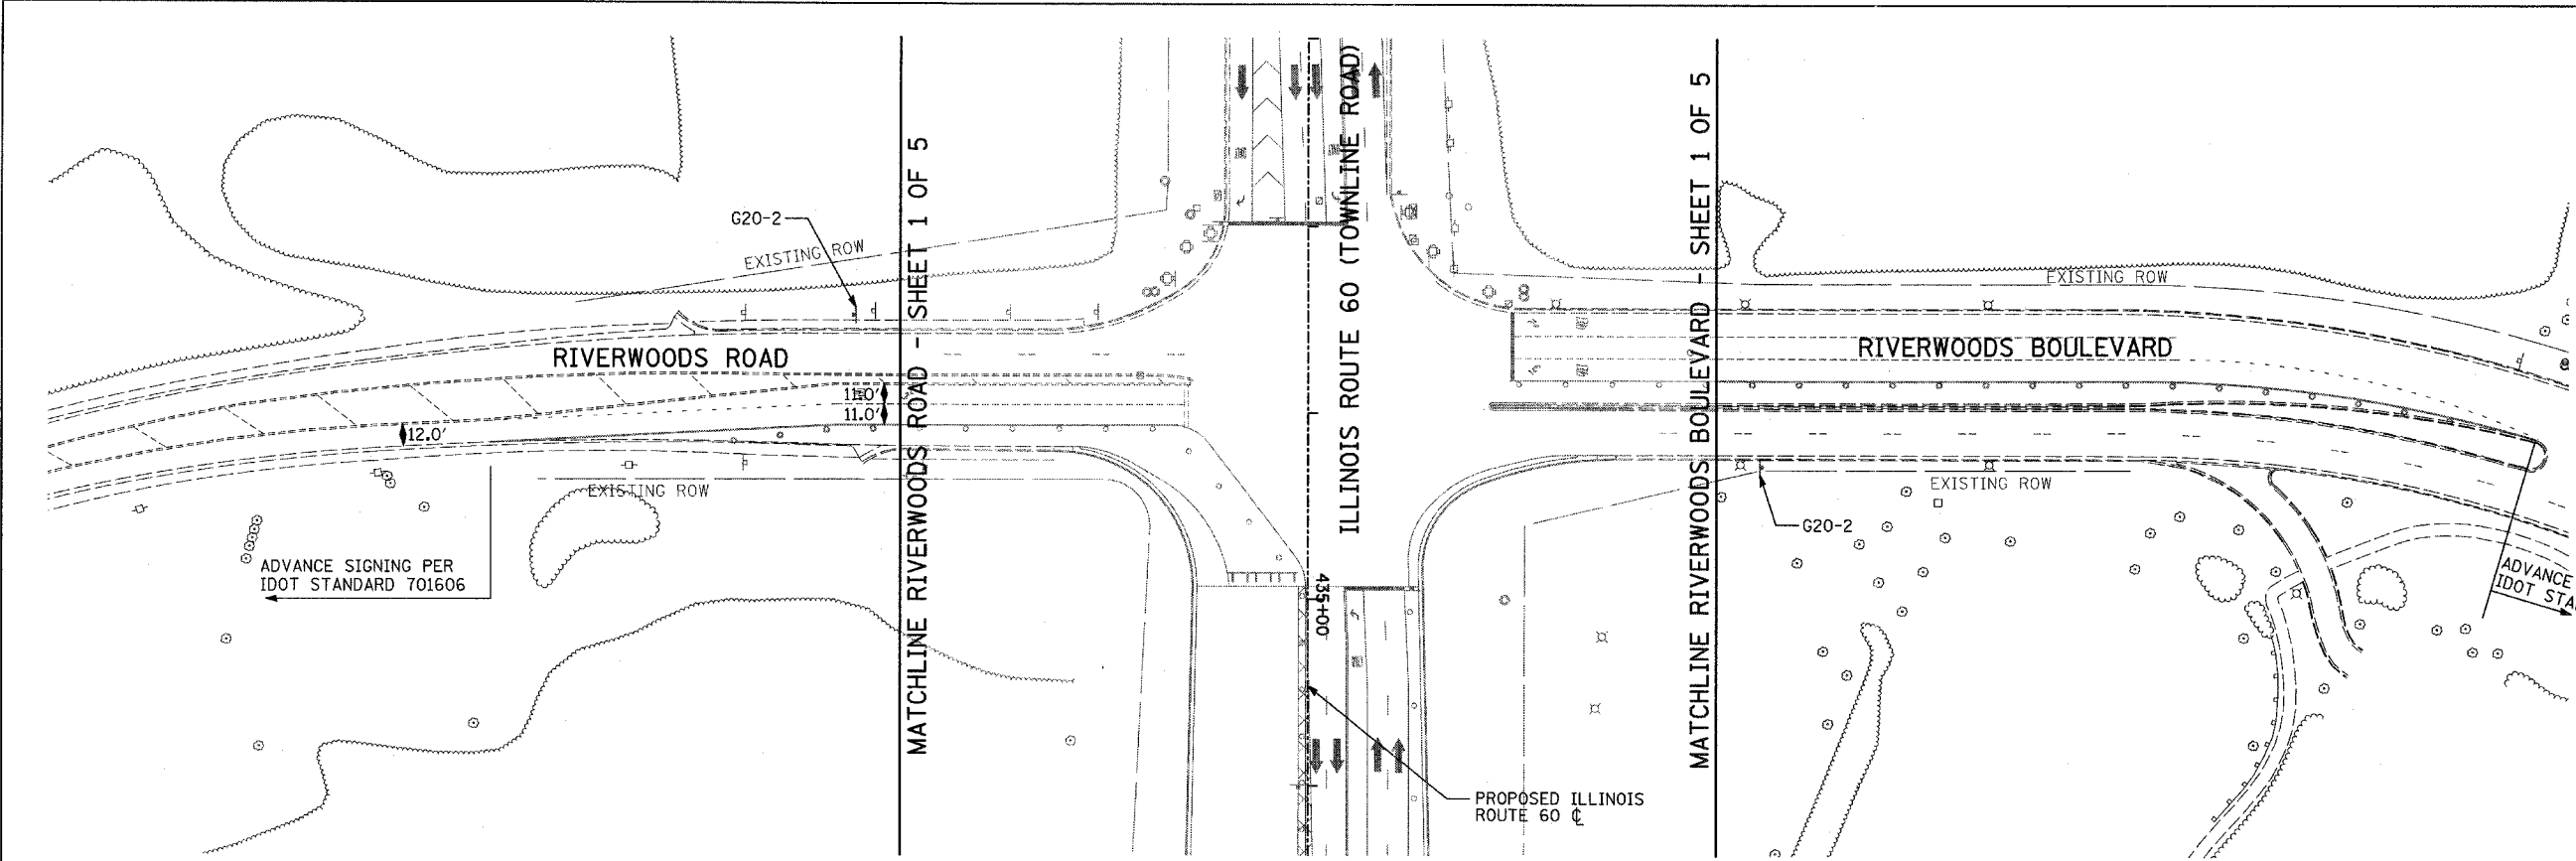 G20-2
EXISTING ROW
RIVERWOODS ROAD
11.0'
11.0'
12.0'
EXISTING ROW
ADVANCE SIGNING PER
IDOT STANDARD 701606
MATCHLINE RIVERWOODS ROAD - SHEET 1 OF 5
ILLINOIS ROUTE 60 (TOWNLINE ROAD)
435+00
PROPOSED ILLINOIS
ROUTE 60 ℄
MATCHLINE RIVERWOODS BOULEVARD - SHEET 1 OF 5
EXISTING ROW
RIVERWOODS BOULEVARD
EXISTING ROW
G20-2
ADVANCE
IDOT STA